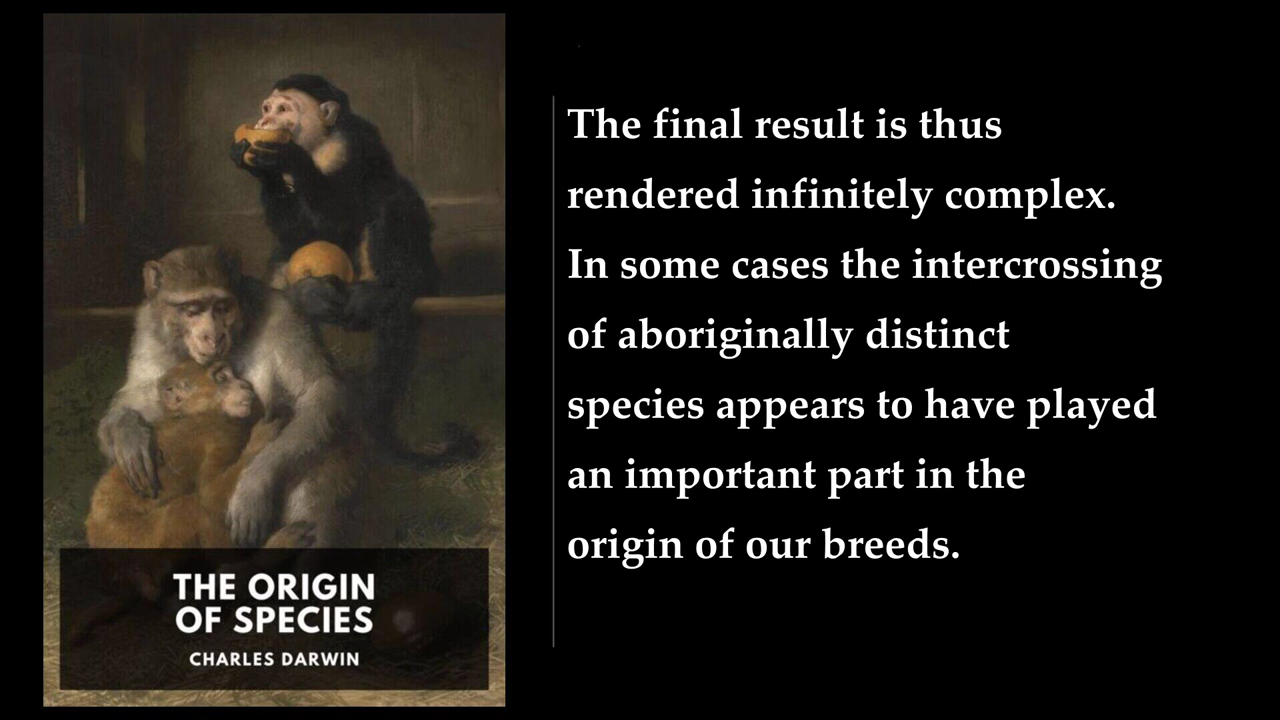 THE ORIGIN
OF SPECIES
CHARLES DARWIN
The final result is thus
rendered infinitely complex.
In some cases the intercrossing
of aboriginally distinct
species appears to have played
an important part in the
origin of our breeds.